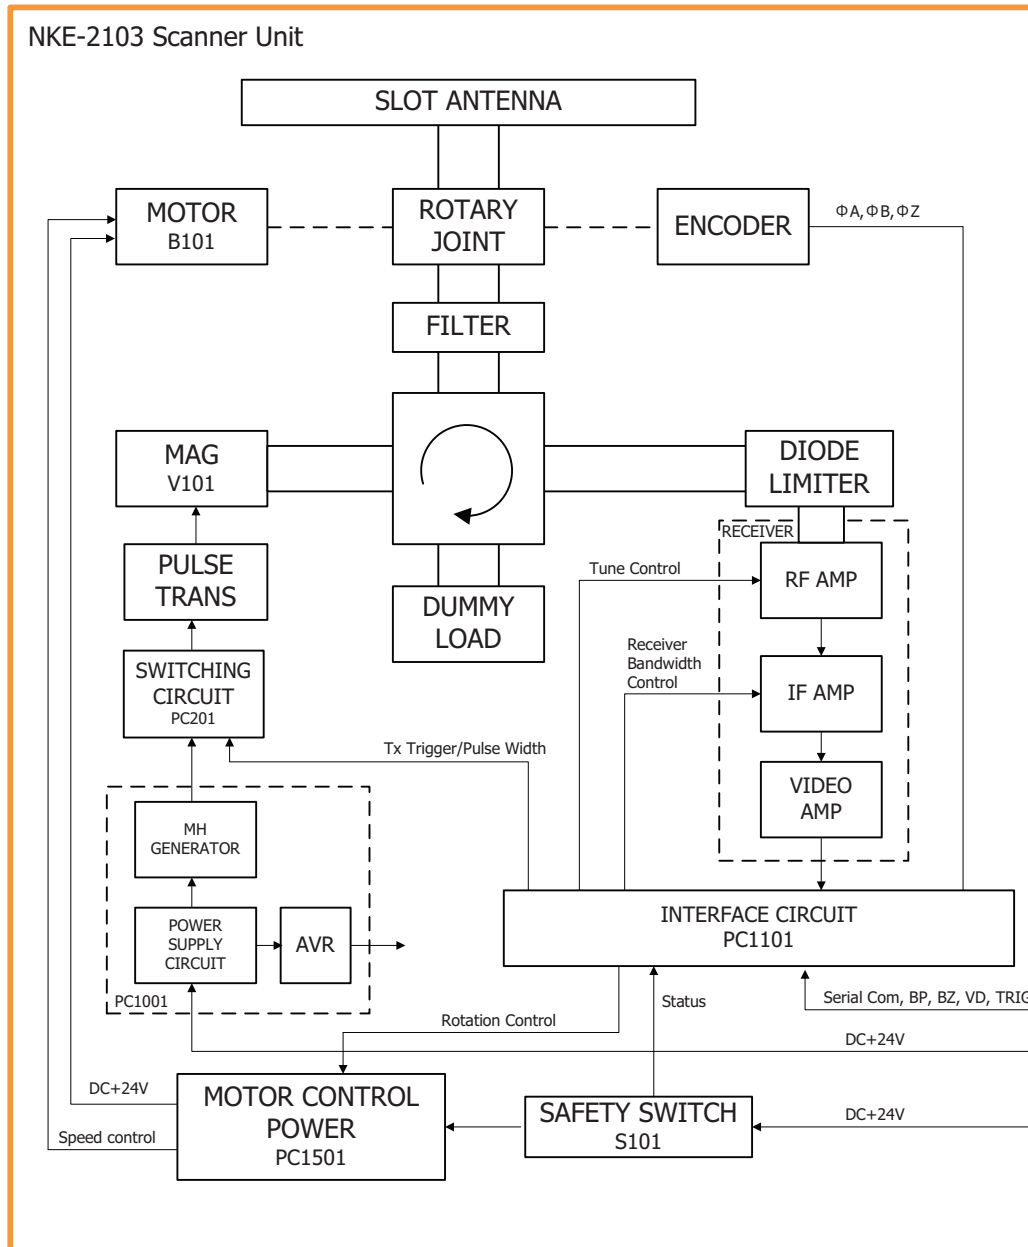 NKE-2103 Scanner Unit
SLOT ANTENNA
MOTOR
B101
ROTARY
JOINT
ENCODER
ΦA, ΦB, ΦZ
FILTER
MAG
V101
DIODE
LIMITER
RECEIVER
PULSE
TRANS
Tune Control
RF AMP
DUMMY
LOAD
SWITCHING
CIRCUIT
PC201
Receiver
Bandwidth
Control
IF AMP
Tx Trigger/Pulse Width
VIDEO
AMP
MH
GENERATOR
POWER
SUPPLY
CIRCUIT
AVR
PC1001
INTERFACE CIRCUIT
PC1101
Status
Serial Com, BP, BZ, VD, TRIG
Rotation Control
DC+24V
DC+24V
MOTOR CONTROL
POWER
PC1501
SAFETY SWITCH
S101
DC+24V
Speed control